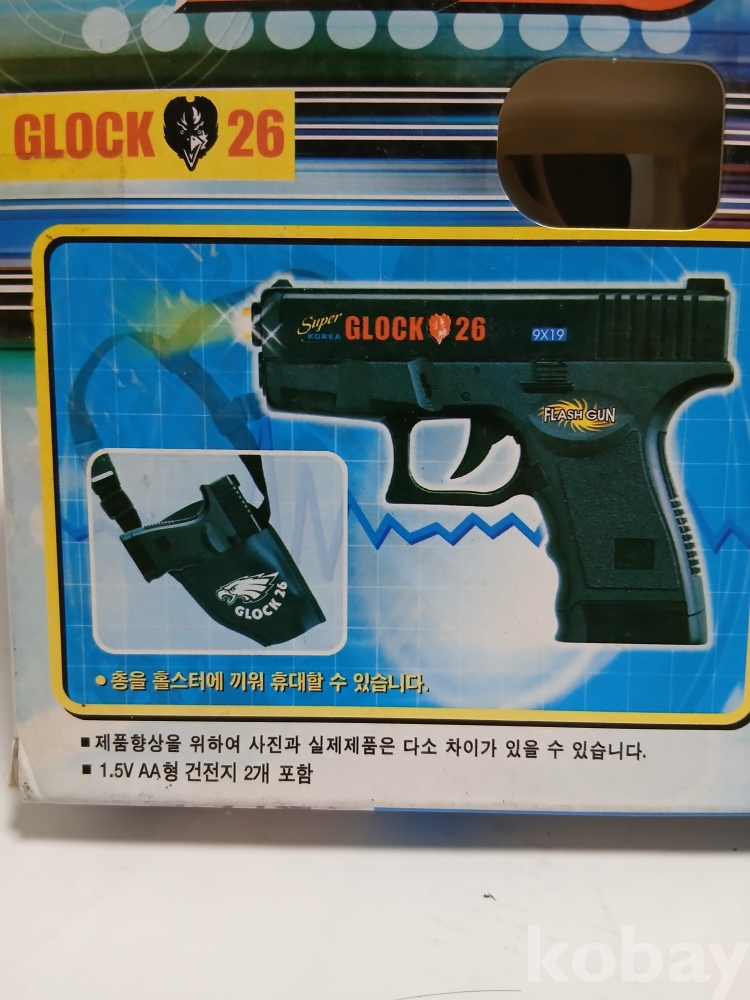 GLOCK 26
Super
KOREA
GLOCK 26
9X19
FLASH GUN
GLOCK 26
● 총을 홀스터에 끼워 휴대할 수 있습니다.
■ 제품향상을 위하여 사진과 실제제품은 다소 차이가 있을 수 있습니다.
■ 1.5V AA형 건전지 2개 포함
kobay